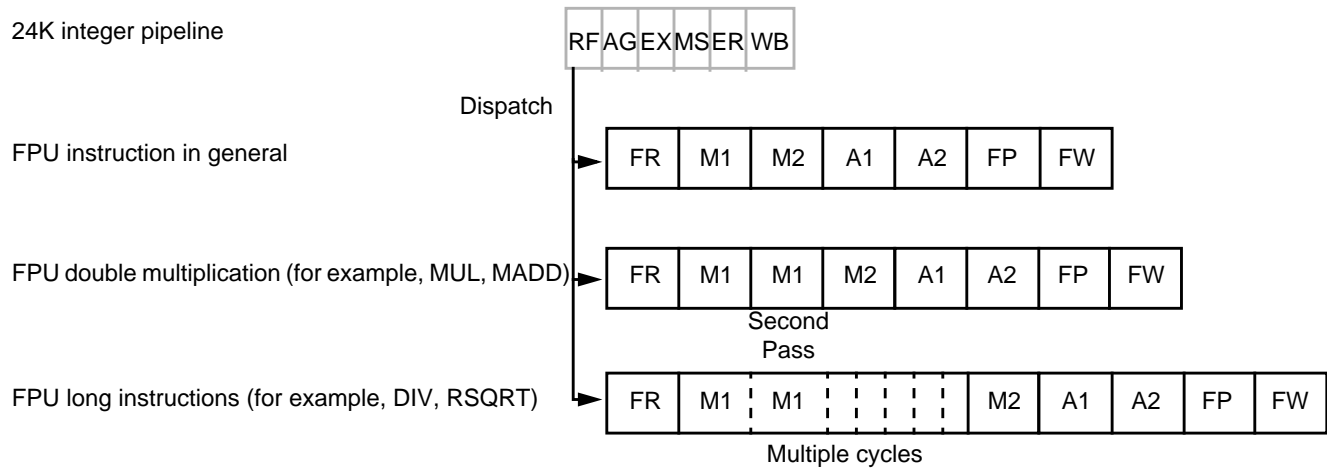 24K integer pipeline
RF AG EX MS ER WB
Dispatch
FPU instruction in general
FR M1 M2 A1 A2 FP FW
FPU double multiplication (for example, MUL, MADD)
FR M1 M1 M2 A1 A2 FP FW
Second
Pass
FPU long instructions (for example, DIV, RSQRT)
FR M1 M1 M2 A1 A2 FP FW
Multiple cycles